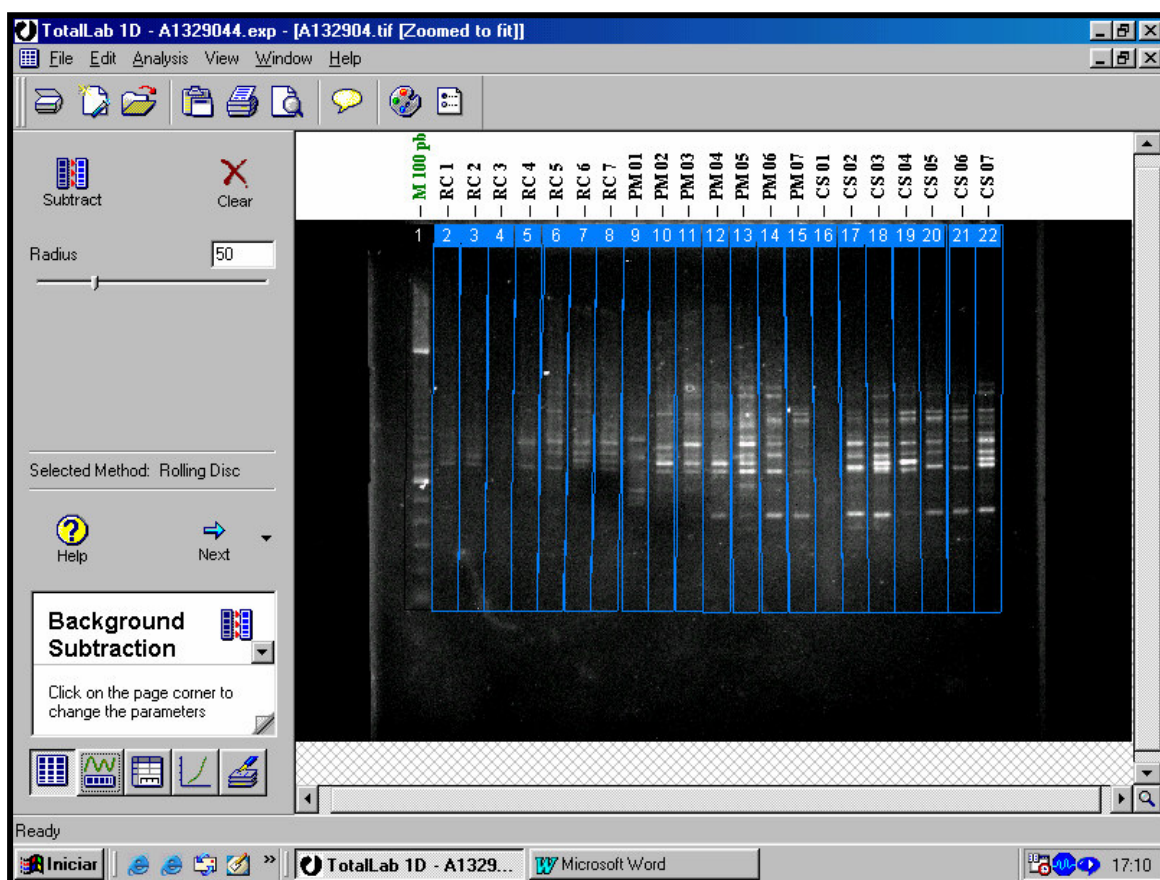 TotalLab 1D - A1329044.exp - [A132904.tif [Zoomed to fit]]
File Edit Analysis View Window Help
Subtract Clear
Radius 50
Selected Method: Rolling Disc
Help Next
Background
Subtraction
Click on the page corner to
change the parameters
M 100 pb
RC 1
RC 2
RC 3
RC 4
RC 5
RC 6
RC 7
PM 01
PM 02
PM 03
PM 04
PM 05
PM 06
PM 07
CS 01
CS 02
CS 03
CS 04
CS 05
CS 06
CS 07
1 2 3 4 5 6 7 8 9 10 11 12 13 14 15 16 17 18 19 20 21 22
Ready
Iniciar » TotalLab 1D - A1329... Microsoft Word 17:10